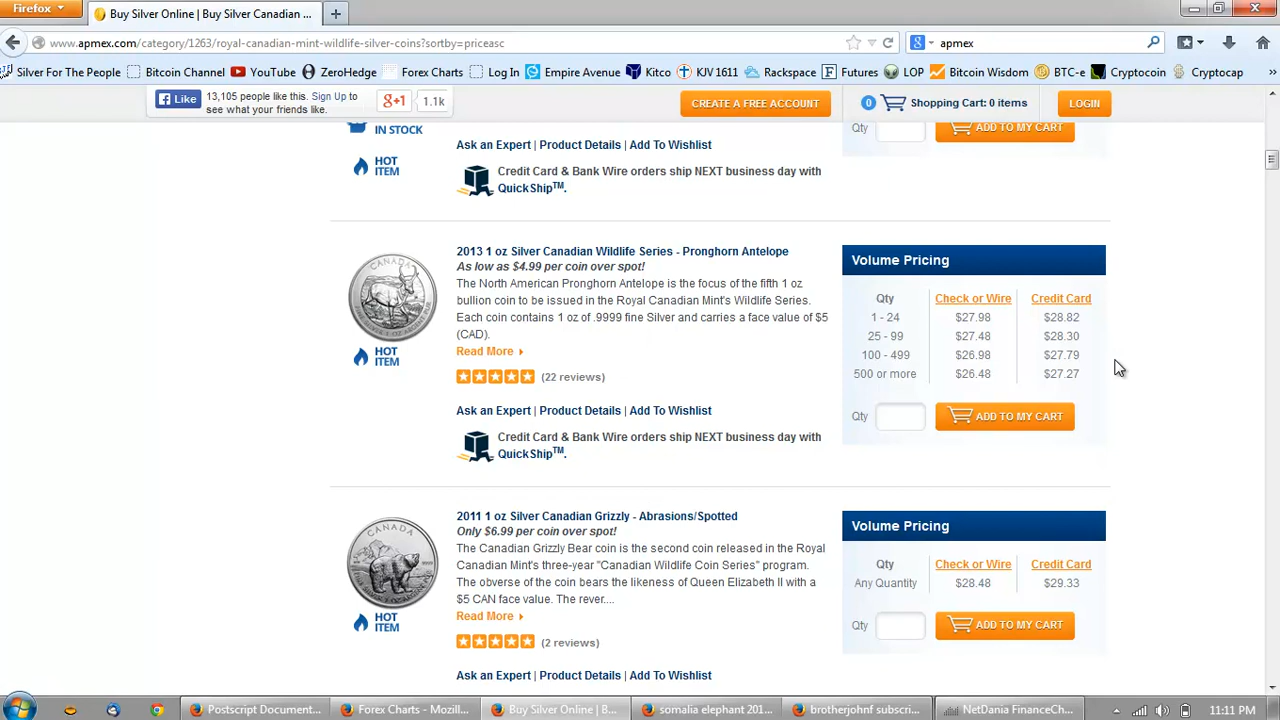 Firefox
Buy Silver Online | Buy Silver Canadian ...
www.apmex.com/category/1263/royal-canadian-mint-wildlife-silver-coins?sortby=priceasc
apmex
Silver For The People Bitcoin Channel YouTube ZeroHedge Forex Charts Log In Empire Avenue Kitco KJV 1611 Rackspace Futures LOP Bitcoin Wisdom BTC-e Cryptocoin Cryptocap »
Like 13,105 people like this. Sign Up to see what your friends like. +1 1.1k CREATE A FREE ACCOUNT 0 Shopping Cart: 0 items LOGIN
IN STOCK
Qty ADD TO MY CART
HOT ITEM
Ask an Expert | Product Details | Add To Wishlist
Credit Card & Bank Wire orders ship NEXT business day with
QuickShip™.
CANADA
HOT ITEM
2013 1 oz Silver Canadian Wildlife Series - Pronghorn Antelope
As low as $4.99 per coin over spot!
The North American Pronghorn Antelope is the focus of the fifth 1 oz
bullion coin to be issued in the Royal Canadian Mint's Wildlife Series.
Each coin contains 1 oz of .9999 fine Silver and carries a face value of $5
(CAD).
Read More
(22 reviews)
Ask an Expert | Product Details | Add To Wishlist
Credit Card & Bank Wire orders ship NEXT business day with
QuickShip™.
Volume Pricing
Qty Check or Wire Credit Card
1 - 24 $27.98 $28.82
25 - 99 $27.48 $28.30
100 - 499 $26.98 $27.79
500 or more $26.48 $27.27
Qty ADD TO MY CART
CANADA
HOT ITEM
2011 1 oz Silver Canadian Grizzly - Abrasions/Spotted
Only $6.99 per coin over spot!
The Canadian Grizzly Bear coin is the second coin released in the Royal
Canadian Mint's three-year "Canadian Wildlife Coin Series" program.
The obverse of the coin bears the likeness of Queen Elizabeth II with a
$5 CAN face value. The rever....
Read More
(2 reviews)
Ask an Expert | Product Details | Add To Wishlist
Volume Pricing
Qty Check or Wire Credit Card
Any Quantity $28.48 $29.33
Qty ADD TO MY CART
Postscript Document... Forex Charts - Mozill... Buy Silver Online | B... somalia elephant 201... brotherjohnf subscri... NetDania FinanceCh... 11:11 PM